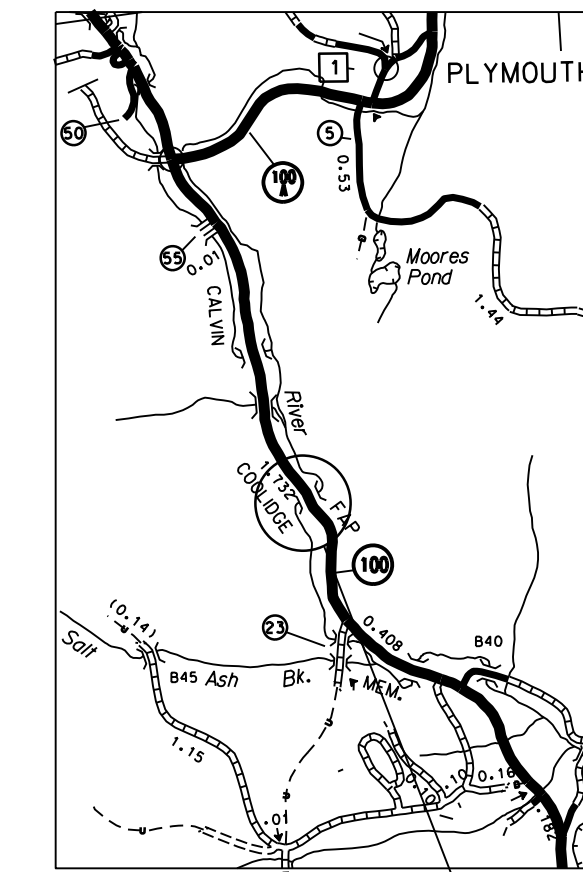 1
PLYMOUTH
50
5
0.53
100
A
55
0.01
Moores
Pond
1.44
CALVIN
River
1.732
COOLIDGE
FAP
100
(0.14)
23
0.408
B40
Salt
B45 Ash Bk.
MEM.
1.15
0.10
.10
0.16
.01
.182